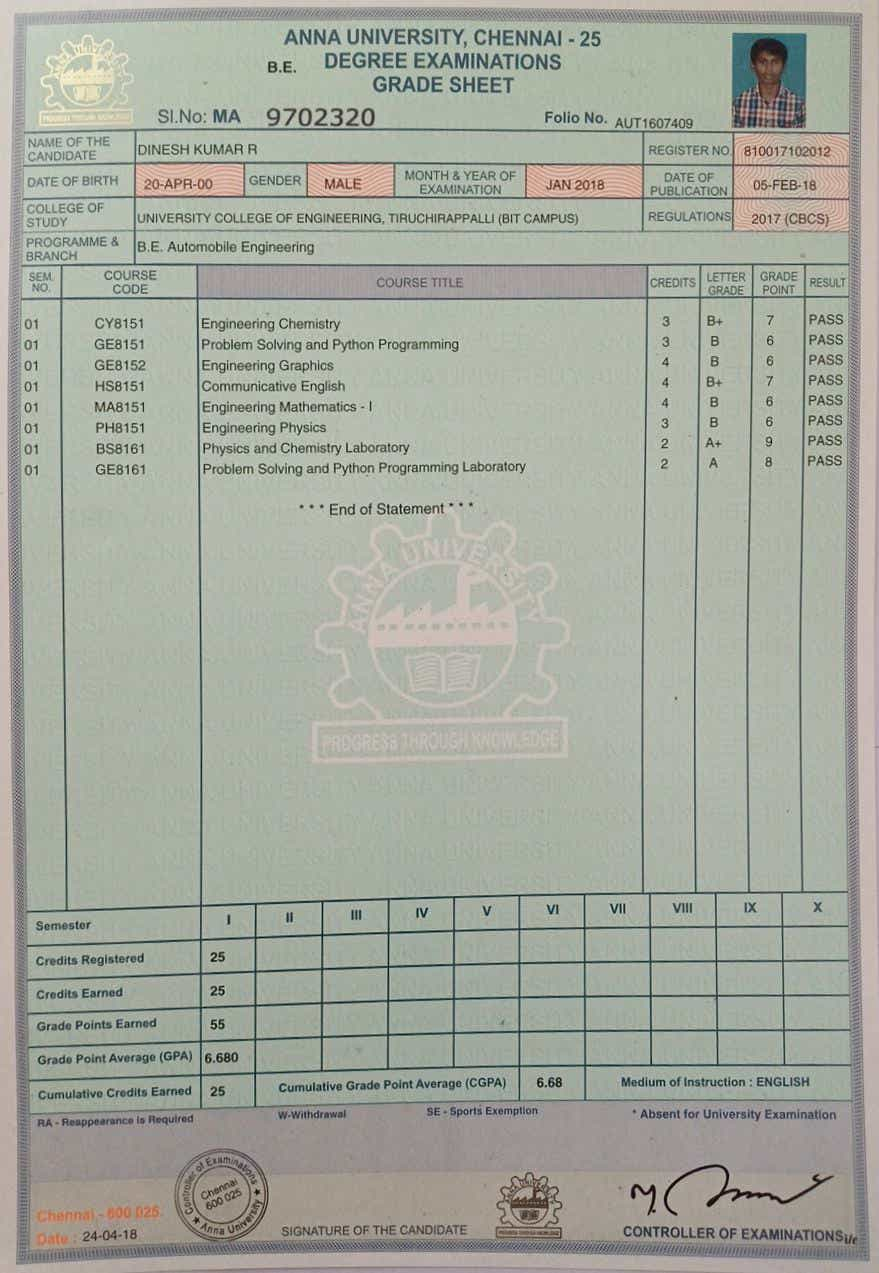 ANNA UNIVERSITY, CHENNAI - 25
B.E. DEGREE EXAMINATIONS
GRADE SHEET
ANNA UNIVERSITY
PROGRESS THROUGH KNOWLEDGE
Sl.No: MA 9702320 Folio No. AUT1607409
NAME OF THE CANDIDATE DINESH KUMAR R REGISTER NO. 810017102012
DATE OF BIRTH 20-APR-00 GENDER MALE MONTH & YEAR OF EXAMINATION JAN 2018 DATE OF PUBLICATION 05-FEB-18
COLLEGE OF STUDY UNIVERSITY COLLEGE OF ENGINEERING, TIRUCHIRAPPALLI (BIT CAMPUS) REGULATIONS 2017 (CBCS)
PROGRAMME & BRANCH B.E. Automobile Engineering
SEM. NO. COURSE CODE COURSE TITLE CREDITS LETTER GRADE GRADE POINT RESULT
01 CY8151 Engineering Chemistry 3 B+ 7 PASS
01 GE8151 Problem Solving and Python Programming 3 B 6 PASS
01 GE8152 Engineering Graphics 4 B 6 PASS
01 HS8151 Communicative English 4 B+ 7 PASS
01 MA8151 Engineering Mathematics - I 4 B 6 PASS
01 PH8151 Engineering Physics 3 B 6 PASS
01 BS8161 Physics and Chemistry Laboratory 2 A+ 9 PASS
01 GE8161 Problem Solving and Python Programming Laboratory 2 A 8 PASS
* * * End of Statement * * *
ANNA UNIVERSITY
PROGRESS THROUGH KNOWLEDGE
Semester I II III IV V VI VII VIII IX X
Credits Registered 25
Credits Earned 25
Grade Points Earned 55
Grade Point Average (GPA) 6.680
Cumulative Credits Earned 25 Cumulative Grade Point Average (CGPA) 6.68 Medium of Instruction : ENGLISH
RA - Reappearance is Required W-Withdrawal SE - Sports Exemption * Absent for University Examination
Controller of Examinations
Chennai
600 025
★ Anna University ★
Chennai - 600 025.
Date : 24-04-18
SIGNATURE OF THE CANDIDATE
PROGRESS THROUGH KNOWLEDGE
CONTROLLER OF EXAMINATIONS i/c